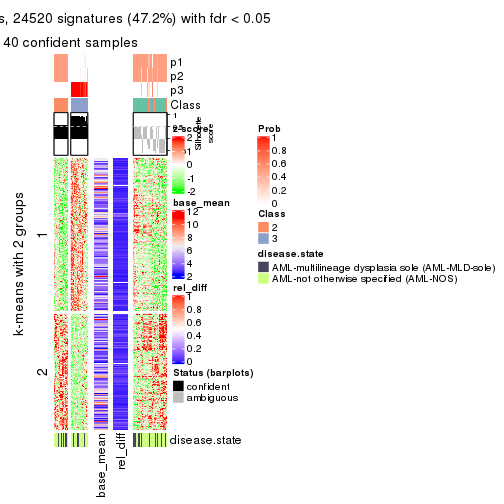 s, 24520 signatures (47.2%) with fdr < 0.05
40 confident samples
p1
p2
p3
Class
1
Silhouette
score
z-score
2
1
0
-1
-2
base_mean
12
10
8
6
4
2
rel_diff
1
0.8
0.6
0.4
0.2
0
Status (barplots)
confident
ambiguous
Prob
1
0.8
0.6
0.4
0.2
0
Class
2
3
disease.state
AML-multilineage dysplasia sole (AML-MLD-sole)
AML-not otherwise specified (AML-NOS)
k-means with 2 groups
1
2
disease.state
base_mean
rel_diff